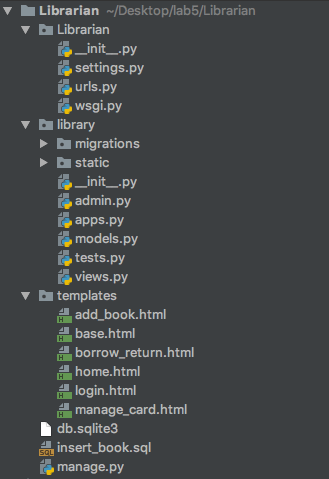 Librarian ~/Desktop/lab5/Librarian
Librarian
__init__.py
settings.py
urls.py
wsgi.py
library
migrations
static
__init__.py
admin.py
apps.py
models.py
tests.py
views.py
templates
add_book.html
base.html
borrow_return.html
home.html
login.html
manage_card.html
db.sqlite3
insert_book.sql
manage.py